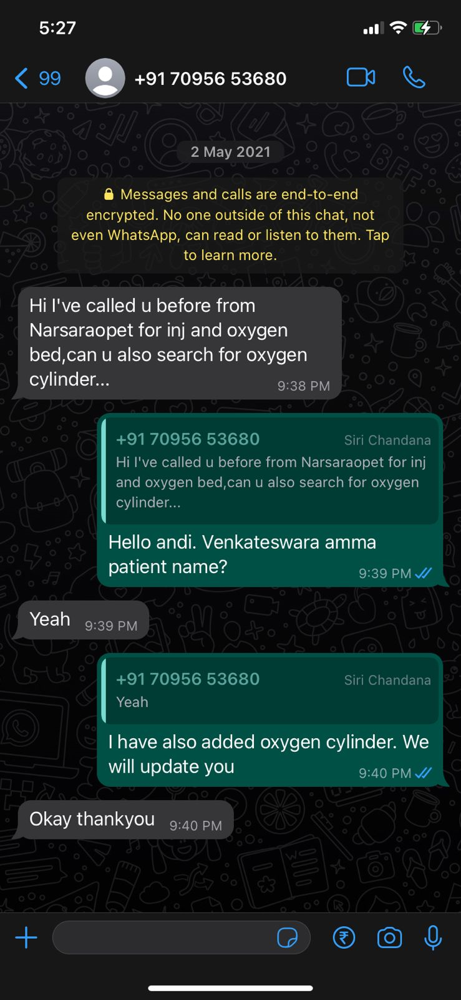 5:27
99
+91 70956 53680
2 May 2021
Messages and calls are end-to-end
encrypted. No one outside of this chat, not
even WhatsApp, can read or listen to them. Tap
to learn more.
Hi I've called u before from
Narsaraopet for inj and oxygen
bed,can u also search for oxygen
cylinder...
9:38 PM
+91 70956 53680 Siri Chandana
Hi I've called u before from Narsaraopet for inj
and oxygen bed,can u also search for oxygen
cylinder...
Hello andi. Venkateswara amma
patient name?
9:39 PM
Yeah 9:39 PM
+91 70956 53680 Siri Chandana
Yeah
I have also added oxygen cylinder. We
will update you
9:40 PM
Okay thankyou 9:40 PM